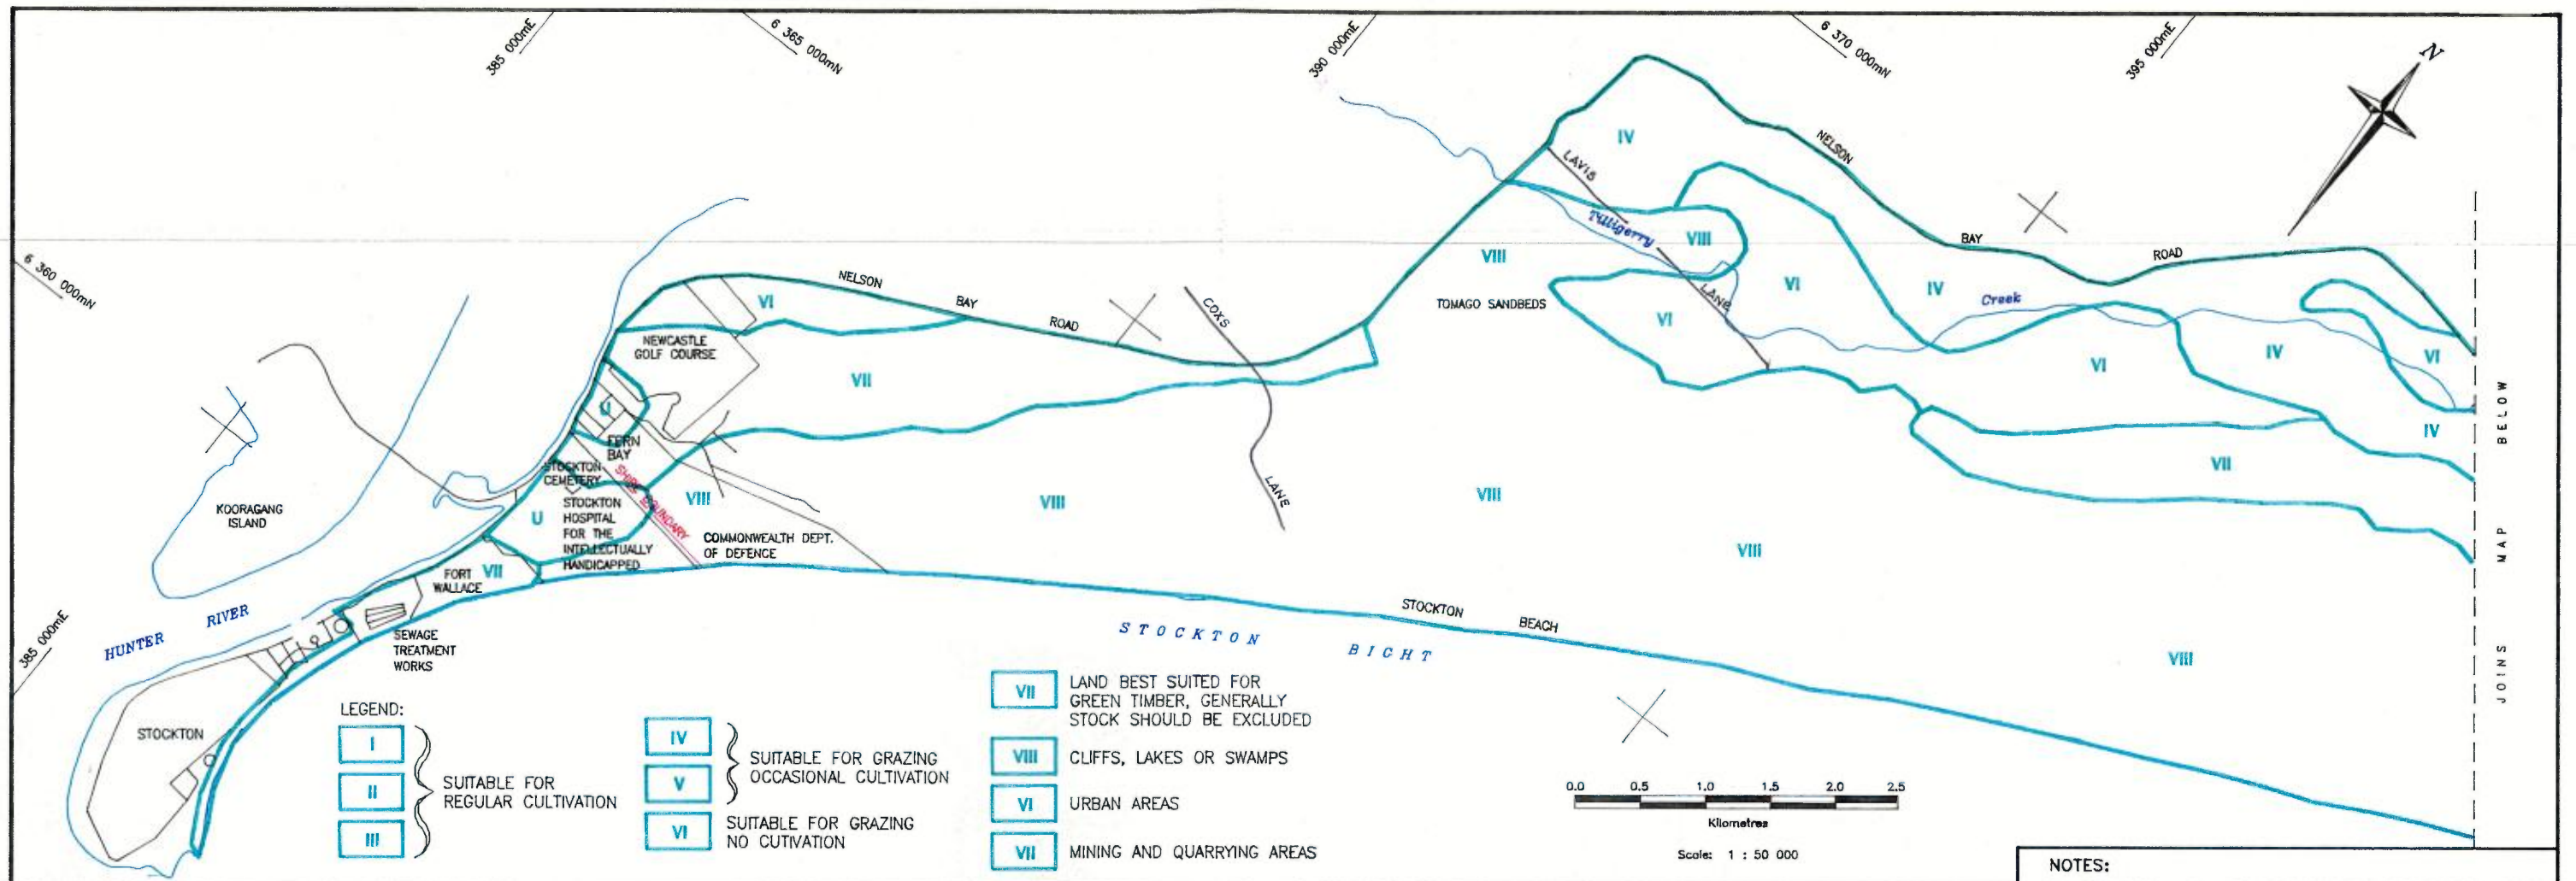 385 000mE
6 365 000mN
390 000mE
6 370 000mN
395 000mE
N
6 360 000mN
385 000mE
NELSON
BAY
ROAD
NELSON
BAY
ROAD
LAVIS
LANE
Tilligerry
Creek
COXS
LANE
TOMAGO SANDBEDS
IV
VIII
VIII
VI
VI
IV
VI
IV
VI
IV
VII
VIII
VIII
VIII
VI
VII
VIII
VIII
NEWCASTLE
GOLF COURSE
U
FERN
BAY
STOCKTON
CEMETERY
SHIRE BOUNDARY
STOCKTON
HOSPITAL
FOR THE
INTELLECTUALLY
HANDICAPPED
U
COMMONWEALTH DEPT.
OF DEFENCE
KOORAGANG
ISLAND
FORT
WALLACE
VII
HUNTER RIVER
SEWAGE
TREATMENT
WORKS
STOCKTON
STOCKTON BEACH
STOCKTON BIGHT
JOINS MAP BELOW
LEGEND:
I
II
III
SUITABLE FOR
REGULAR CULTIVATION
IV
V
SUITABLE FOR GRAZING
OCCASIONAL CULTIVATION
VI
SUITABLE FOR GRAZING
NO CUTIVATION
VII
LAND BEST SUITED FOR
GREEN TIMBER, GENERALLY
STOCK SHOULD BE EXCLUDED
VIII CLIFFS, LAKES OR SWAMPS
VI URBAN AREAS
VII MINING AND QUARRYING AREAS
0.0 0.5 1.0 1.5 2.0 2.5
Kilometres
Scale: 1 : 50 000
NOTES: